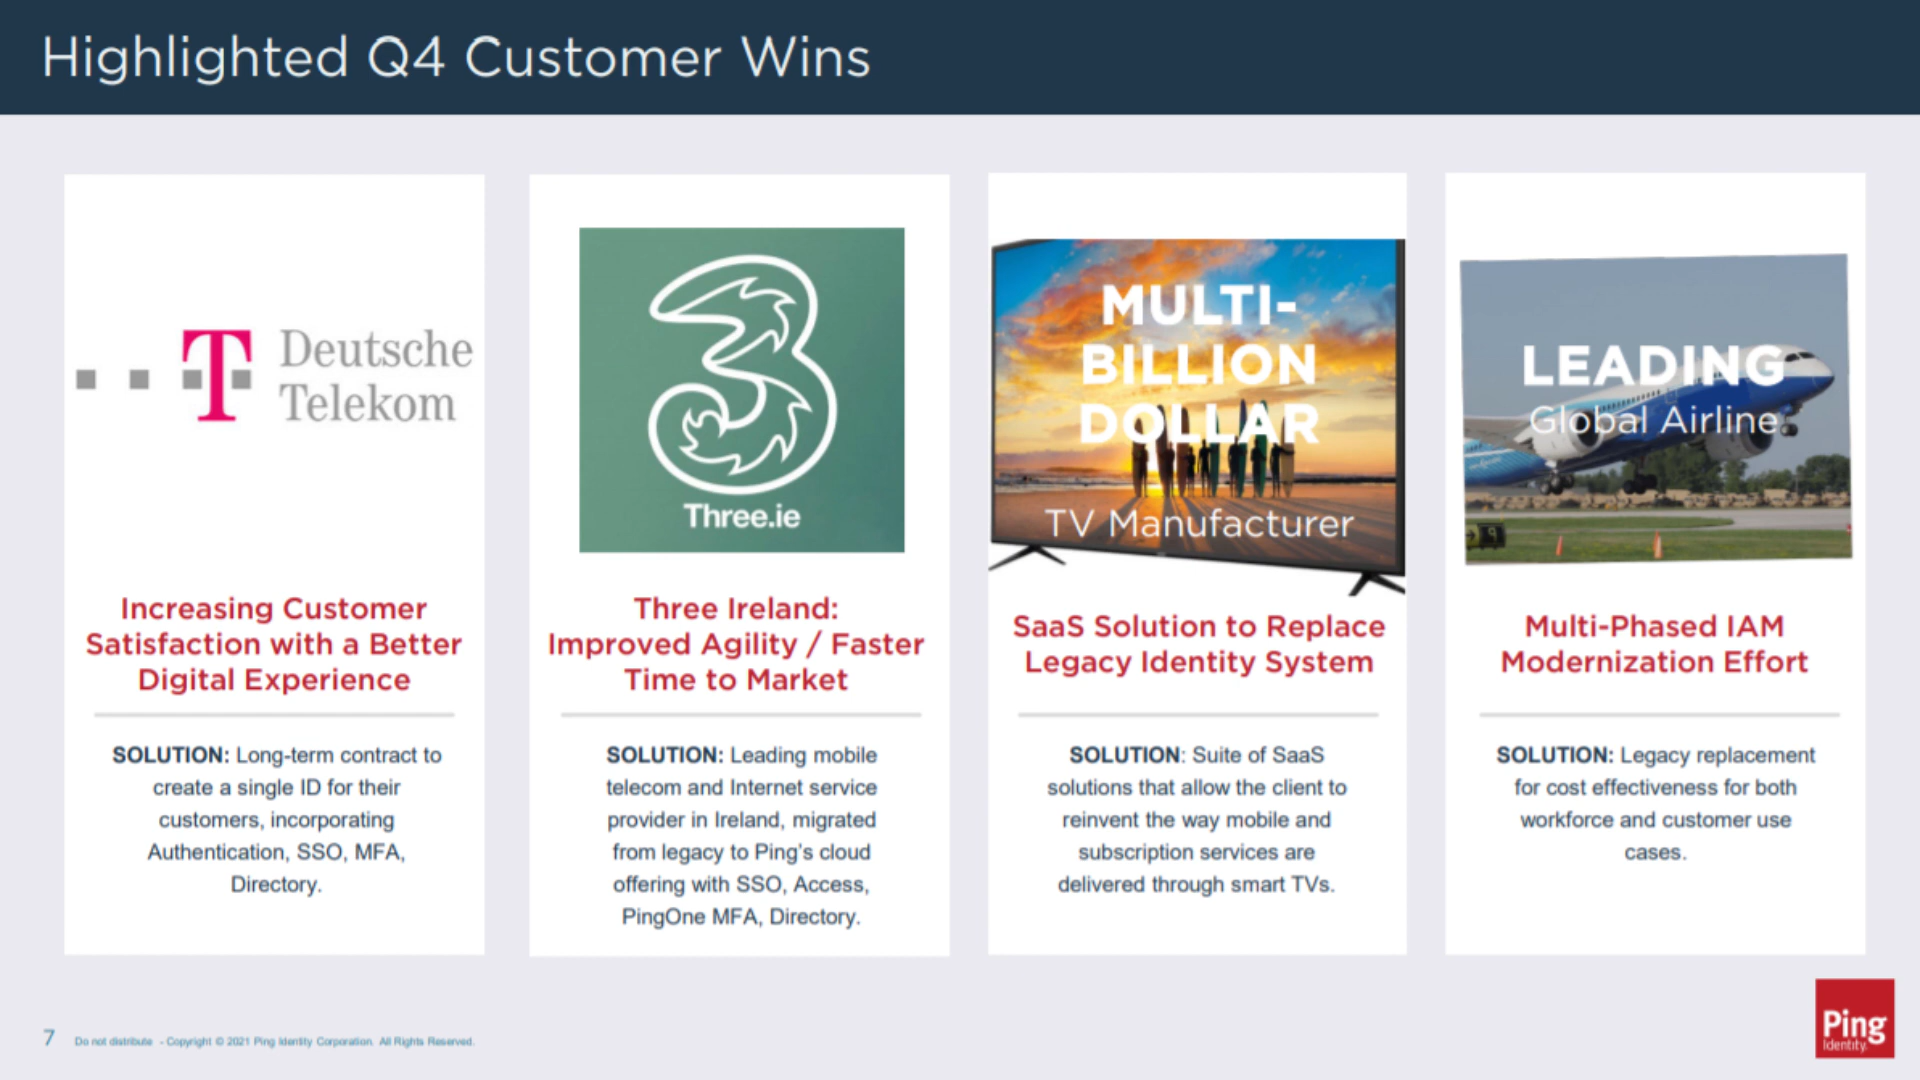 Highlighted Q4 Customer Wins
Deutsche
Telekom
T
Increasing Customer
Satisfaction with a Better
Digital Experience
SOLUTION: Long-term contract to
create a single ID for their
customers, incorporating
Authentication, SSO, MFA,
Directory.
3
Three.ie
Three Ireland:
Improved Agility / Faster
Time to Market
SOLUTION: Leading mobile
telecom and Internet service
provider in Ireland, migrated
from legacy to Ping's cloud
offering with SSO, Access,
PingOne MFA, Directory.
MULTI-
BILLION
DOLLAR
TV Manufacturer
SaaS Solution to Replace
Legacy Identity System
SOLUTION: Suite of SaaS
solutions that allow the client to
reinvent the way mobile and
subscription services are
delivered through smart TVs.
LEADING
Global Airline
9
Multi-Phased IAM
Modernization Effort
SOLUTION: Legacy replacement
for cost effectiveness for both
workforce and customer use
cases.
7 Do not distribute - Copyright © 2021 Ping Identity Corporation. All Rights Reserved.
Ping
Identity.